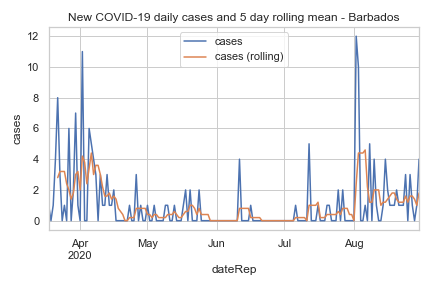 New COVID-19 daily cases and 5 day rolling mean - Barbados
cases
cases (rolling)
12
10
8
6
4
2
0
cases
Apr
2020
May
Jun
Jul
Aug
dateRep